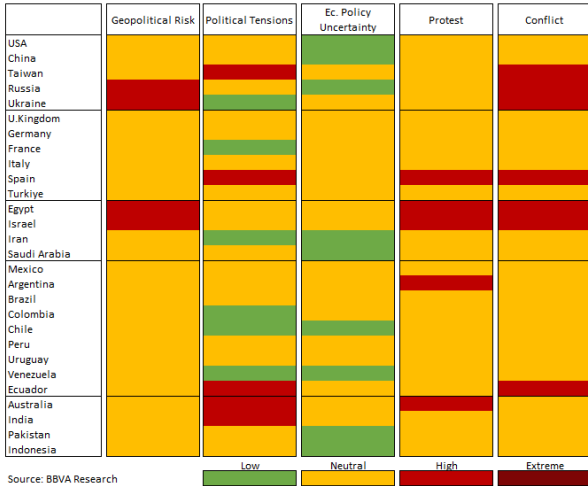 Geopolitical Risk Political Tensions Ec. Policy Uncertainty Protest Conflict
USA
China
Taiwan
Russia
Ukraine
U.Kingdom
Germany
France
Italy
Spain
Turkiye
Egypt
Israel
Iran
Saudi Arabia
Mexico
Argentina
Brazil
Colombia
Chile
Peru
Uruguay
Venezuela
Ecuador
Australia
India
Pakistan
Indonesia
Low Neutral High Extreme
Source: BBVA Research